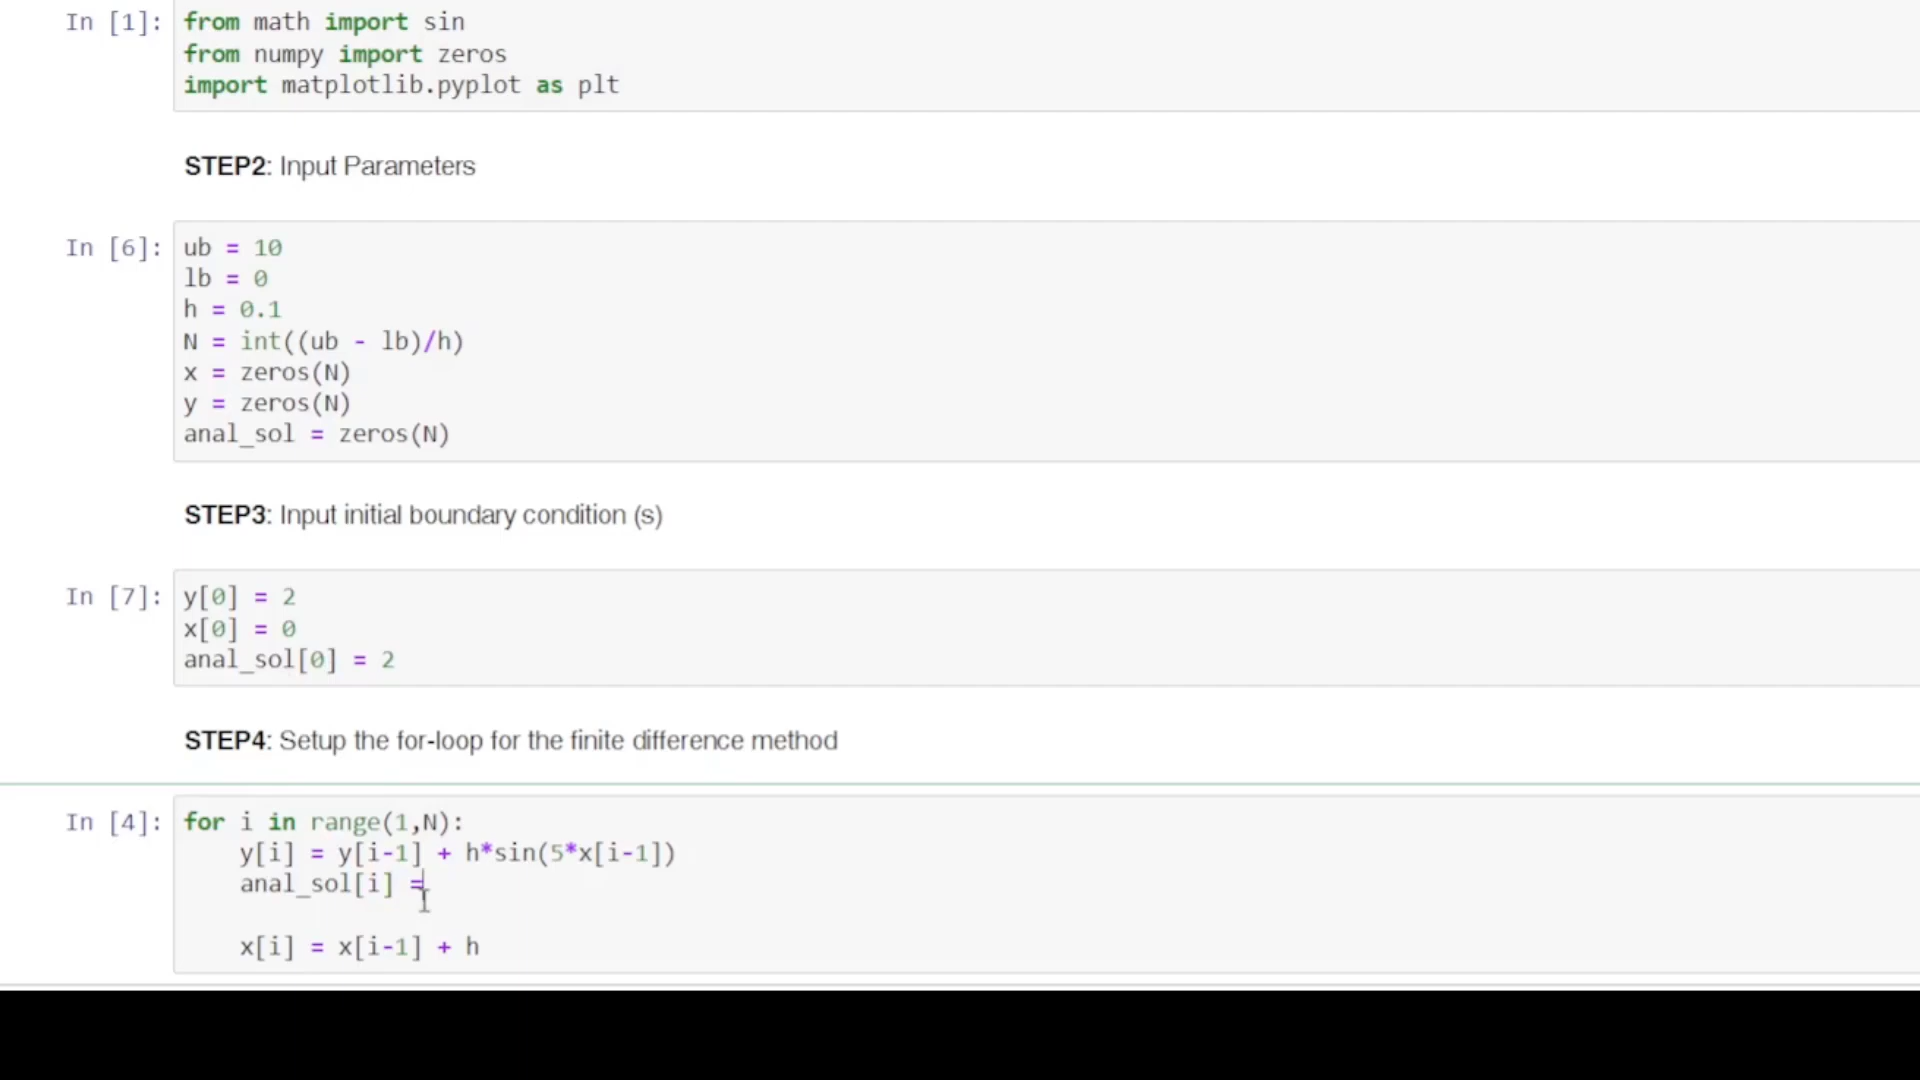 In [1]: from math import sin
from numpy import zeros
import matplotlib.pyplot as plt
STEP2: Input Parameters
In [6]: ub = 10
lb = 0
h = 0.1
N = int((ub - lb)/h)
x = zeros(N)
y = zeros(N)
anal_sol = zeros(N)
STEP3: Input initial boundary condition (s)
In [7]: y[0] = 2
x[0] = 0
anal_sol[0] = 2
STEP4: Setup the for-loop for the finite difference method
In [4]: for i in range(1,N):
y[i] = y[i-1] + h*sin(5*x[i-1])
anal_sol[i] =
x[i] = x[i-1] + h